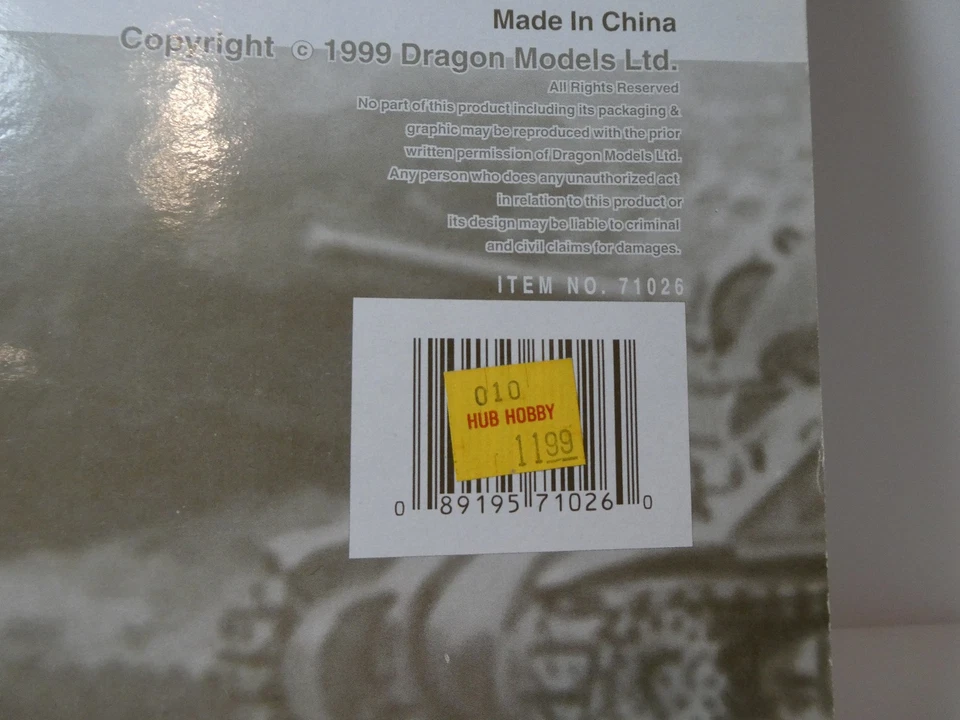 Made In China
Copyright © 1999 Dragon Models Ltd.
All Rights Reserved
No part of this product including its packaging &
graphic may be reproduced with the prior
written permission of Dragon Models Ltd.
Any person who does any unauthorized act
in relation to this product or
its design may be liable to criminal
and civil claims for damages.
ITEM NO. 71026
010
HUB HOBBY
1199
0 89195 71026 0